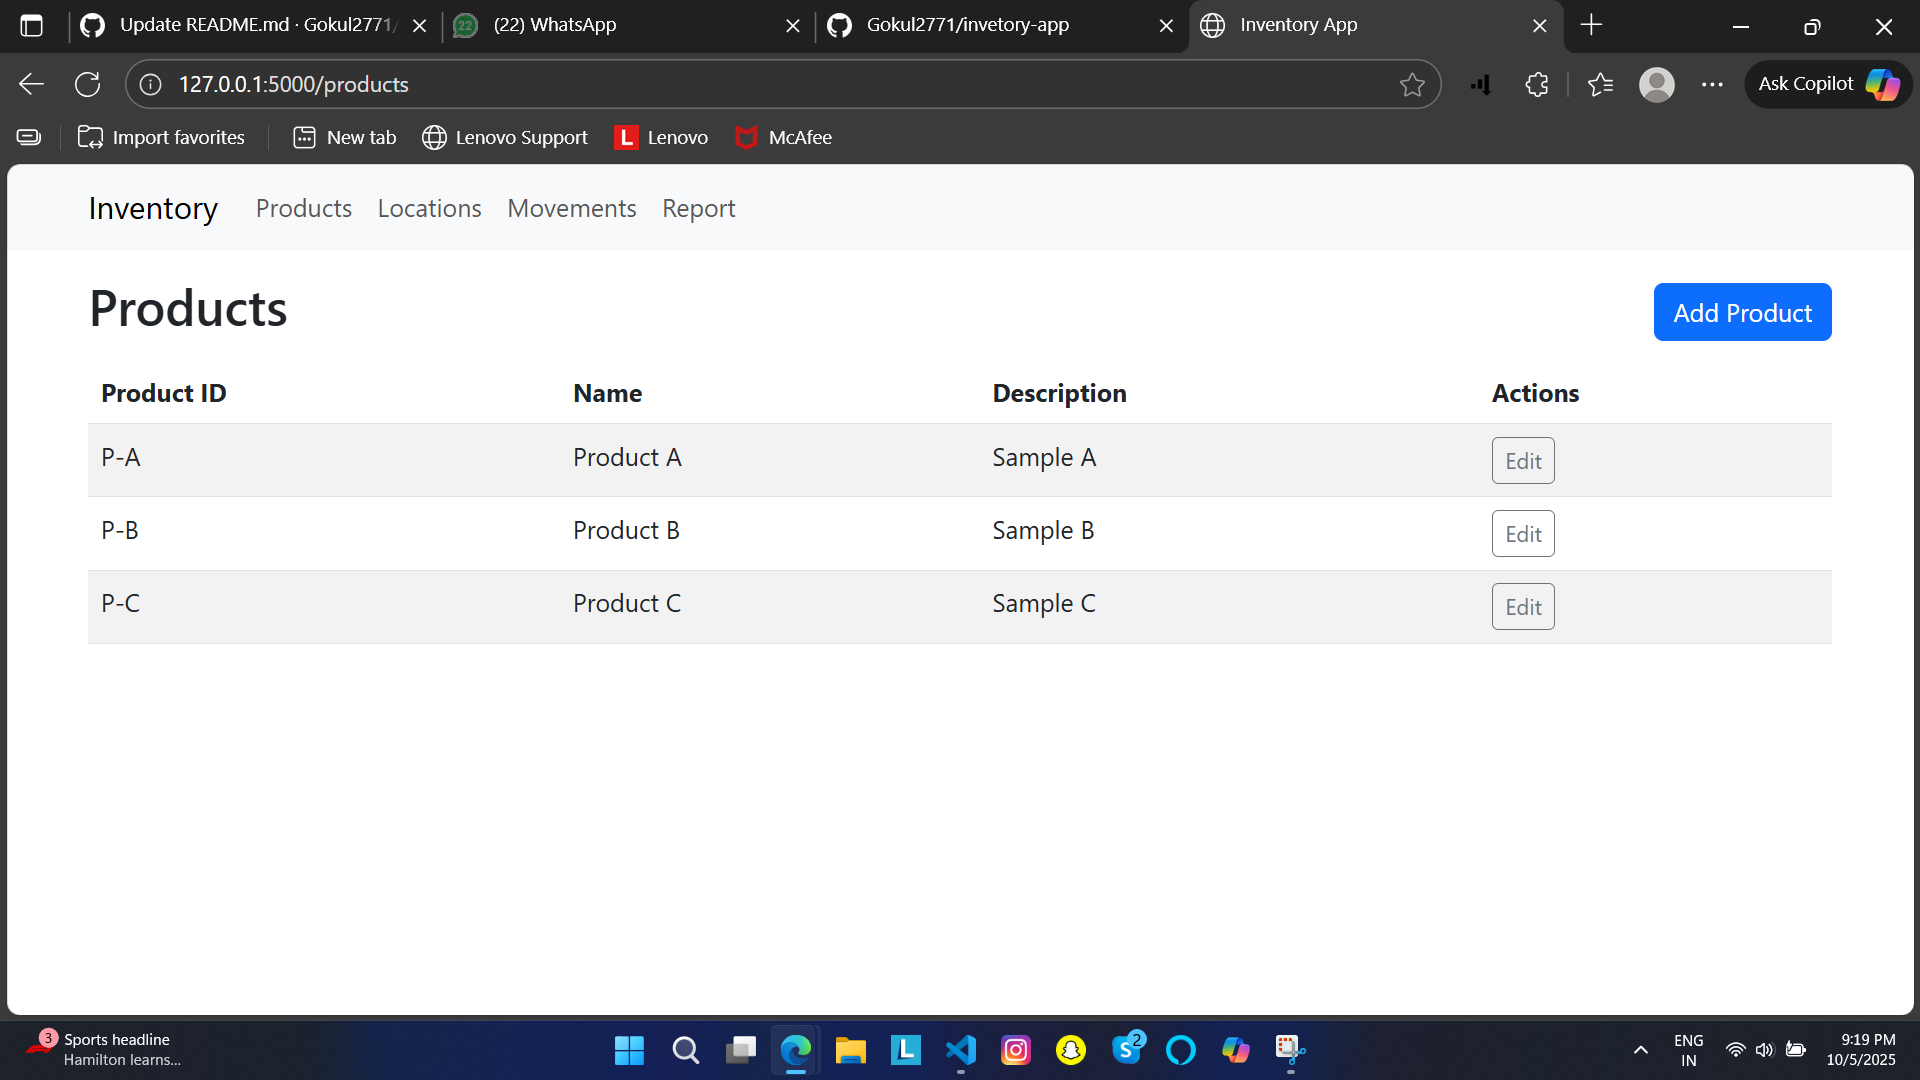 Update README.md · Gokul2771/
(22) WhatsApp
Gokul2771/invetory-app
Inventory App
127.0.0.1:5000/products
Ask Copilot
Import favorites
New tab
Lenovo Support
L Lenovo
McAfee
Inventory Products Locations Movements Report
Products
Add Product
Product ID Name Description Actions
P-A Product A Sample A Edit
P-B Product B Sample B Edit
P-C Product C Sample C Edit
3 Sports headline
Hamilton learns...
L
S 2
ENG
IN
9:19 PM
10/5/2025